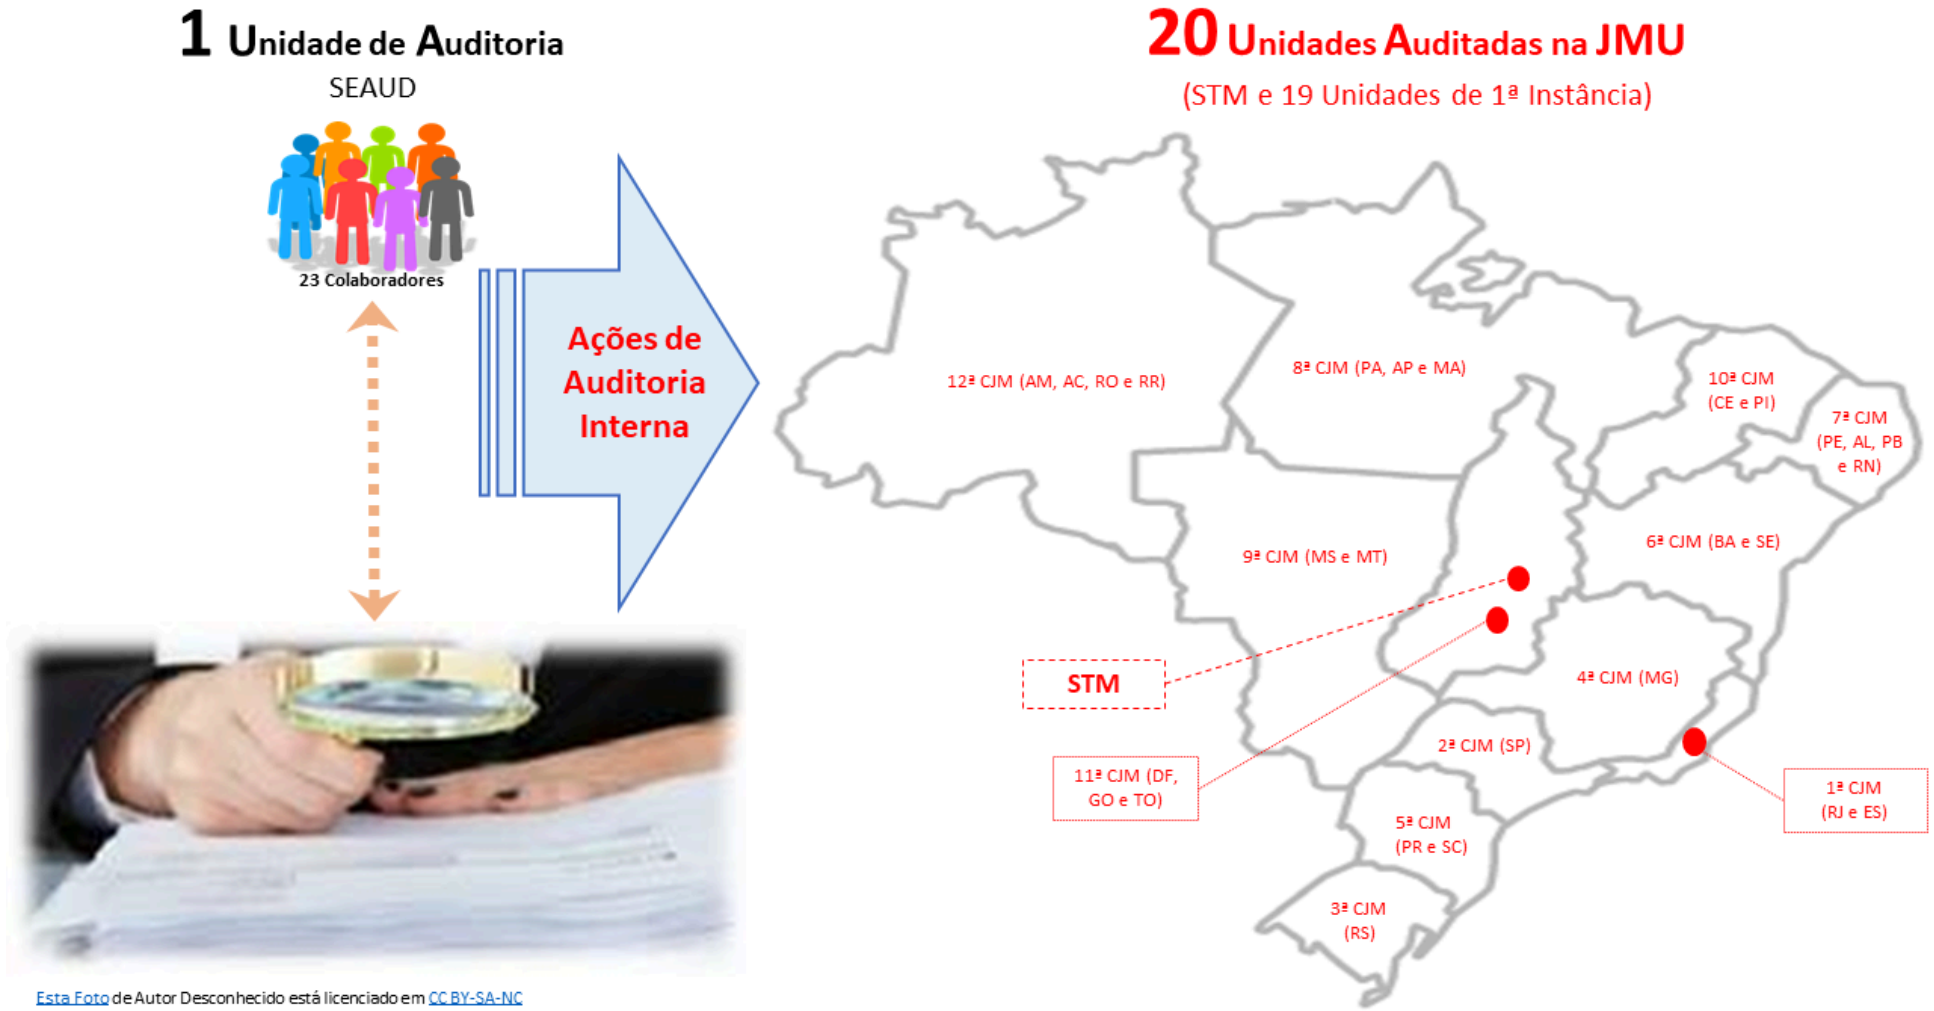 1 Unidade de Auditoria
SEAUD
23 Colaboradores
Ações de
Auditoria
Interna
Esta Foto de Autor Desconhecido está licenciado em CC BY-SA-NC
20 Unidades Auditadas na JMU
(STM e 19 Unidades de 1ª Instância)
12ª CJM (AM, AC, RO e RR)
8ª CJM (PA, AP e MA)
10ª CJM
(CE e PI)
7ª CJM
(PE, AL, PB
e RN)
9ª CJM (MS e MT)
6ª CJM (BA e SE)
STM
4ª CJM (MG)
2ª CJM (SP)
11ª CJM (DF,
GO e TO)
1ª CJM
(RJ e ES)
5ª CJM
(PR e SC)
3ª CJM
(RS)